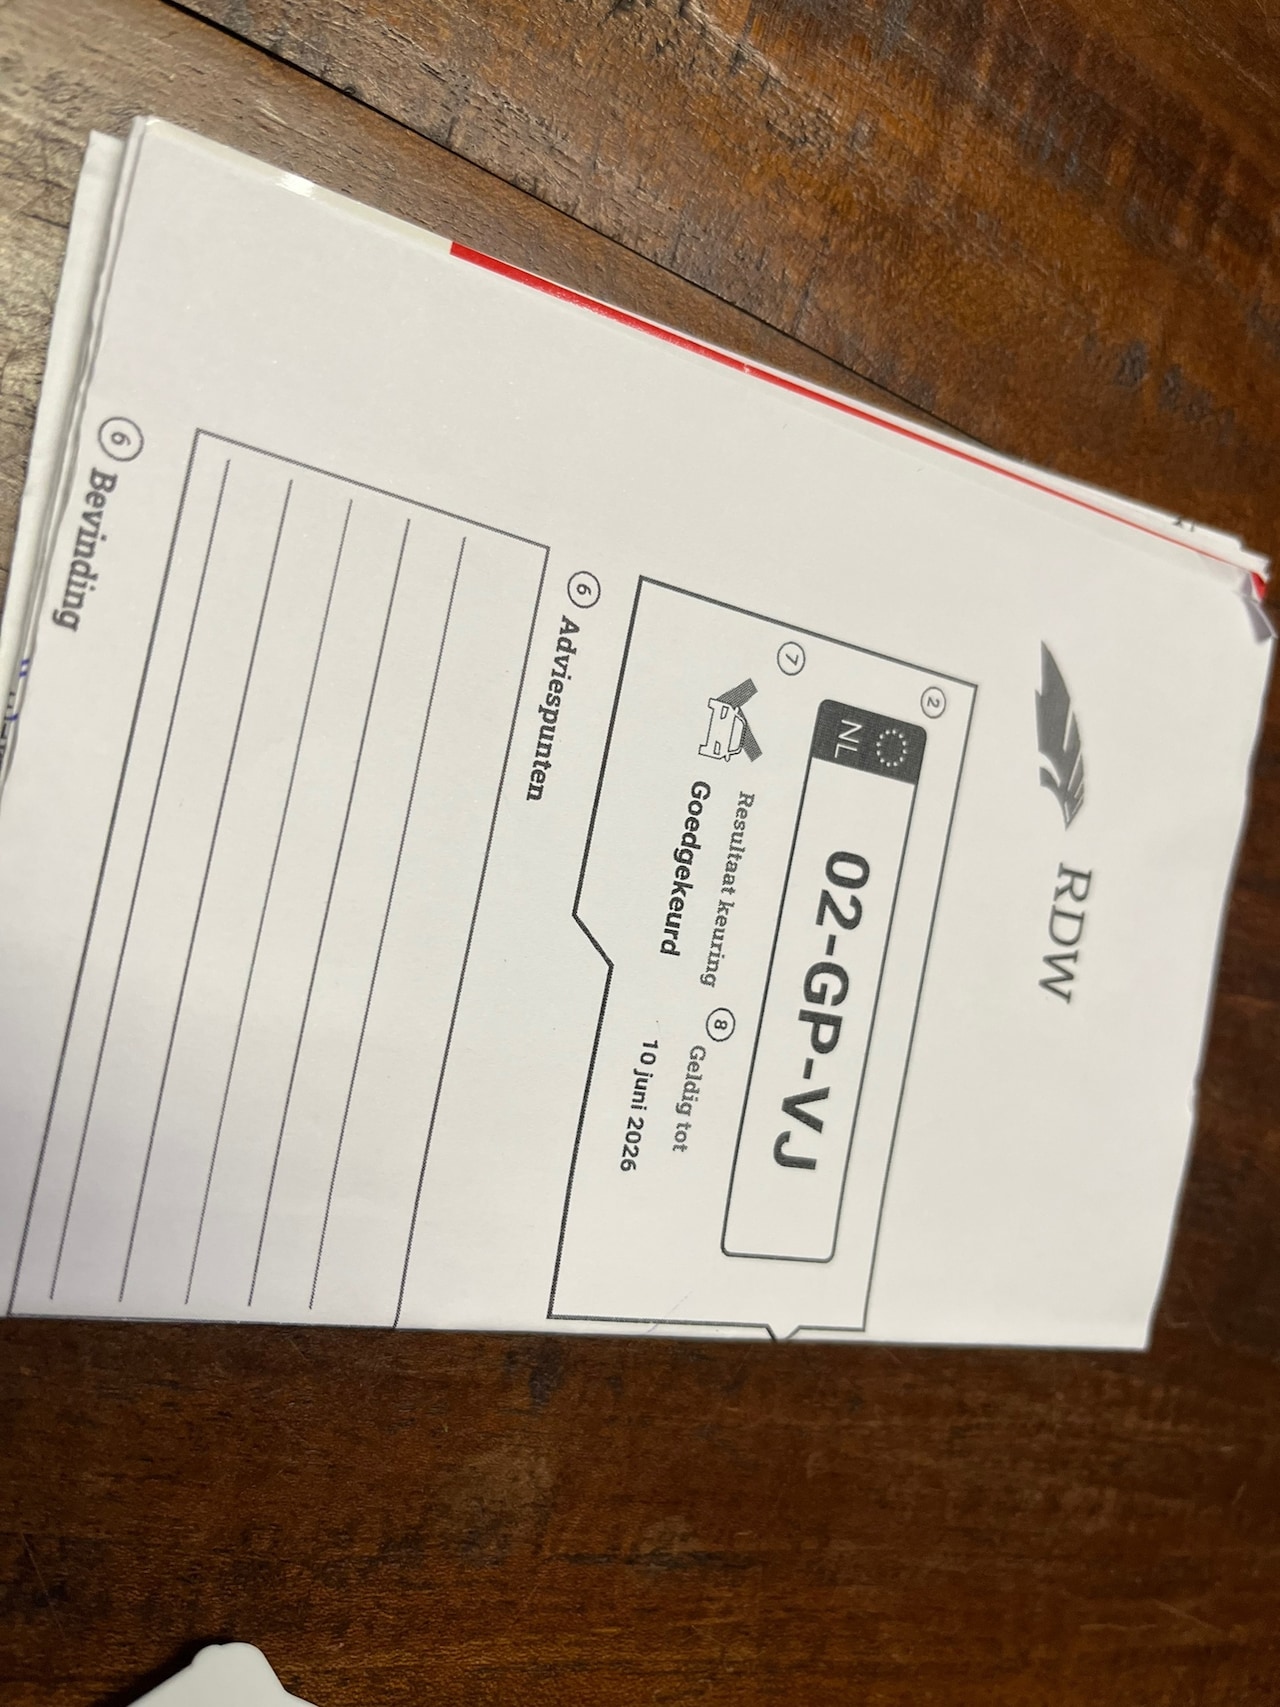 RDW
2
NL 02-GP-VJ
7 Resultaat keuring
Goedgekeurd
8 Geldig tot
10 juni 2026
6 Adviespunten
6 Bevinding